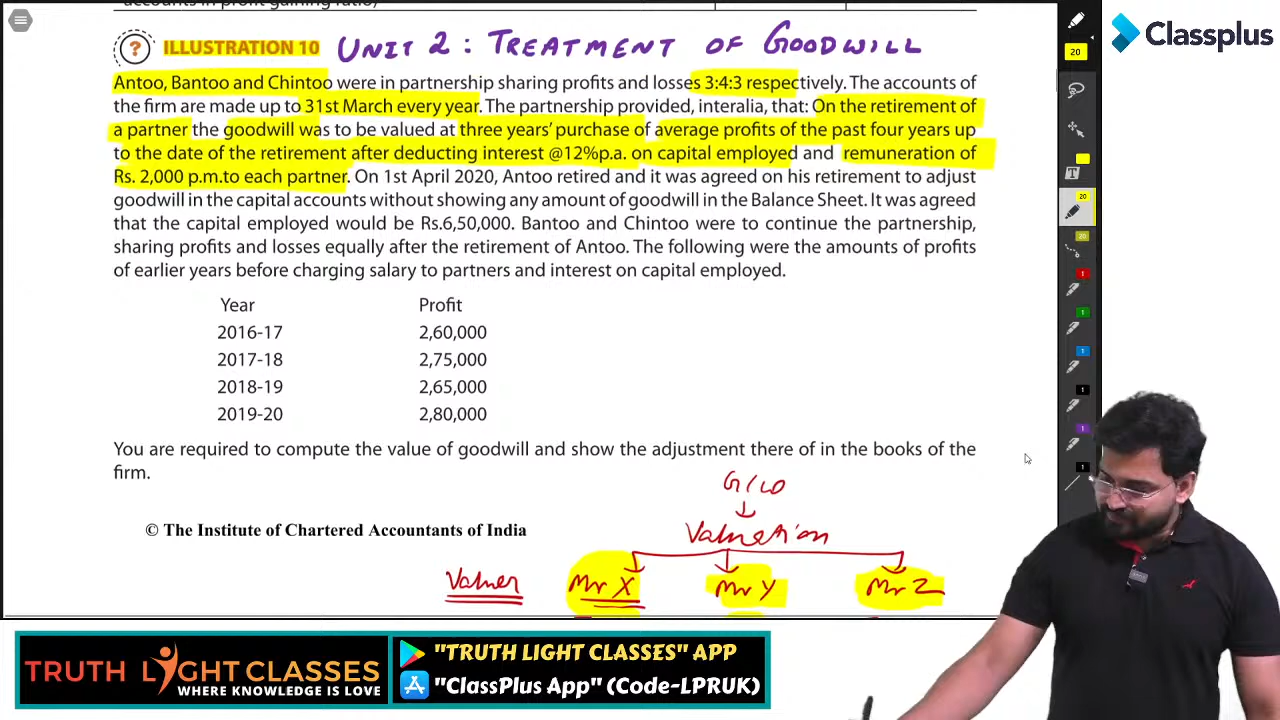 accounts in profit gaining ratio)
ILLUSTRATION 10 UNIT 2 : TREATMENT OF GOODWILL
Antoo, Bantoo and Chintoo were in partnership sharing profits and losses 3:4:3 respectively. The accounts of
the firm are made up to 31st March every year. The partnership provided, interalia, that: On the retirement of
a partner the goodwill was to be valued at three years' purchase of average profits of the past four years up
to the date of the retirement after deducting interest @12%p.a. on capital employed and remuneration of
Rs. 2,000 p.m.to each partner. On 1st April 2020, Antoo retired and it was agreed on his retirement to adjust
goodwill in the capital accounts without showing any amount of goodwill in the Balance Sheet. It was agreed
that the capital employed would be Rs.6,50,000. Bantoo and Chintoo were to continue the partnership,
sharing profits and losses equally after the retirement of Antoo. The following were the amounts of profits
of earlier years before charging salary to partners and interest on capital employed.
Year Profit
2016-17 2,60,000
2017-18 2,75,000
2018-19 2,65,000
2019-20 2,80,000
You are required to compute the value of goodwill and show the adjustment there of in the books of the
firm.
G/W
© The Institute of Chartered Accountants of India
Valuation
Valuer Mr X Mr Y Mr Z
Classplus
20
20
20
1
1
1
1
1
1
TRUTH LIGHT CLASSES
WHERE KNOWLEDGE IS LOVE
"TRUTH LIGHT CLASSES" APP
"ClassPlus App" (Code-LPRUK)